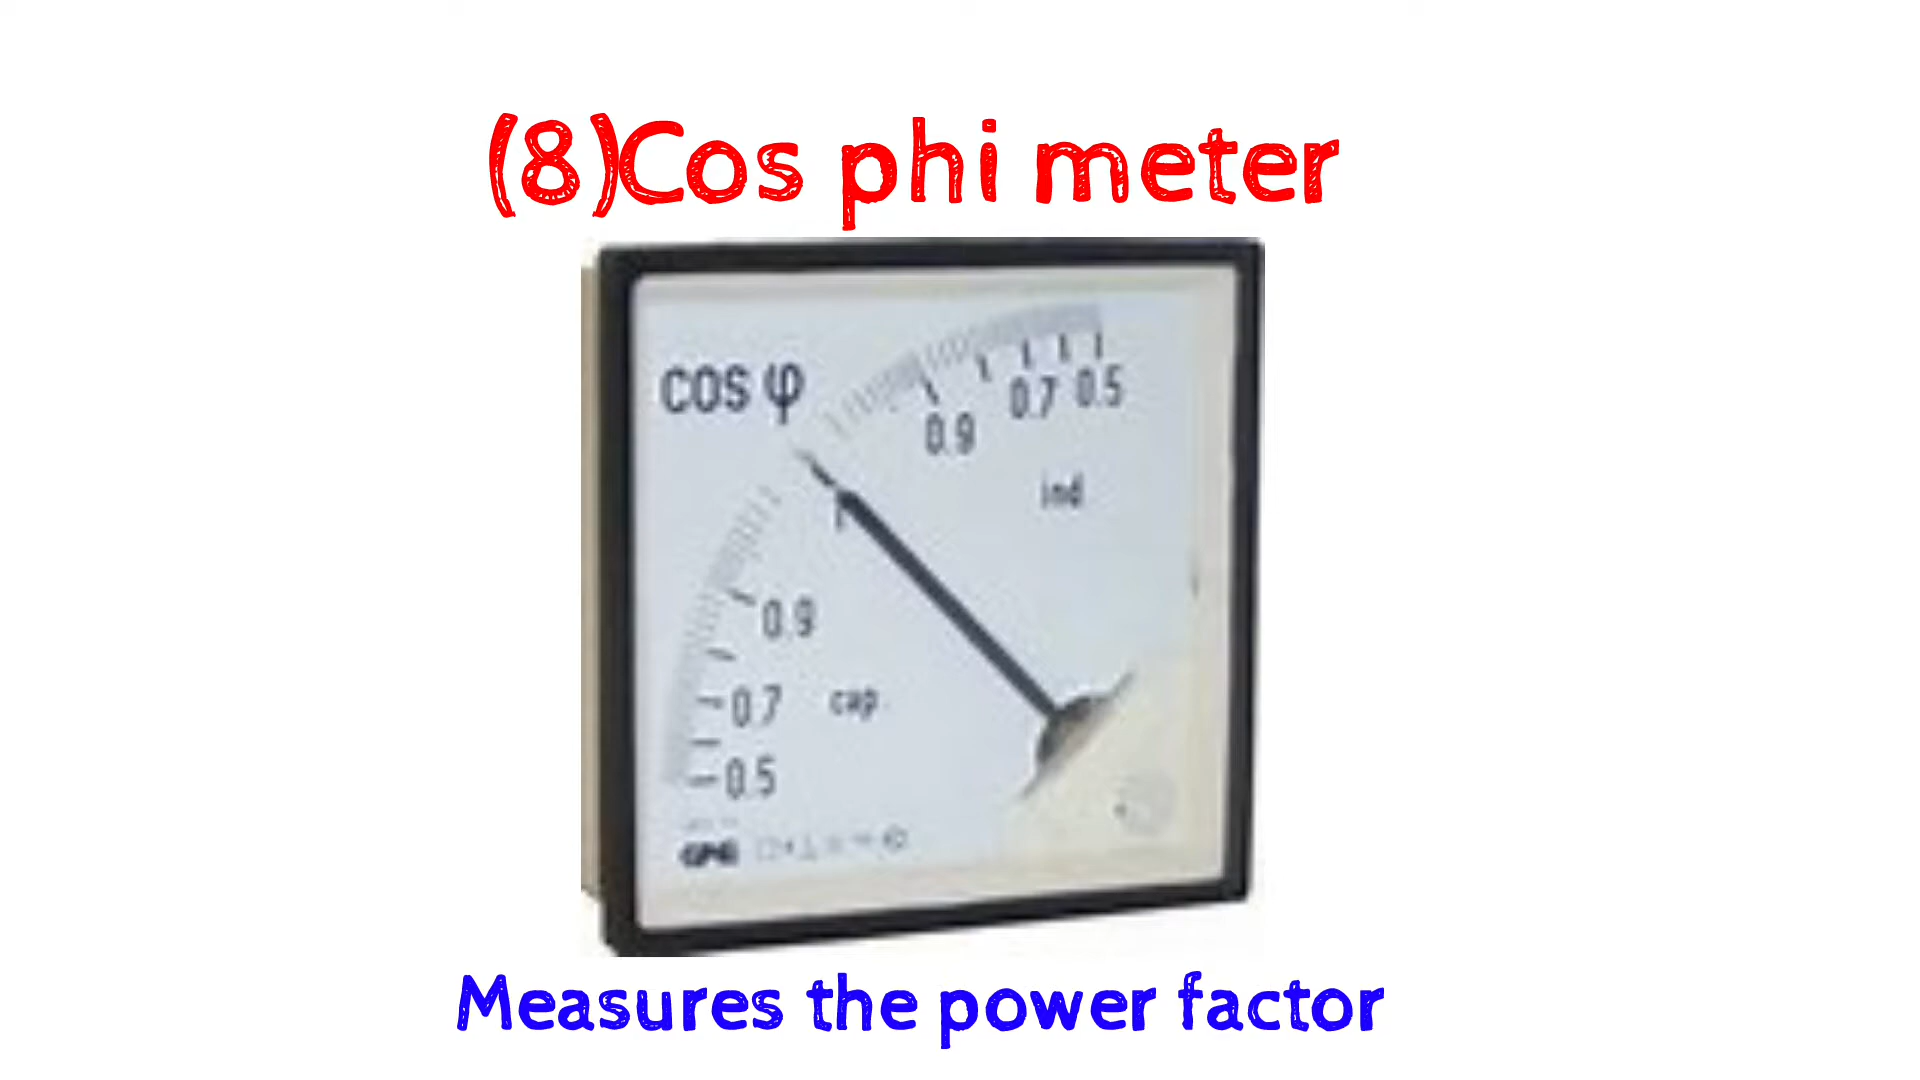 (8)Cos phi meter
COS φ
0.9 0.7 0.5
ind
1
0.9
0.7 cap
0.5
Measures the power factor